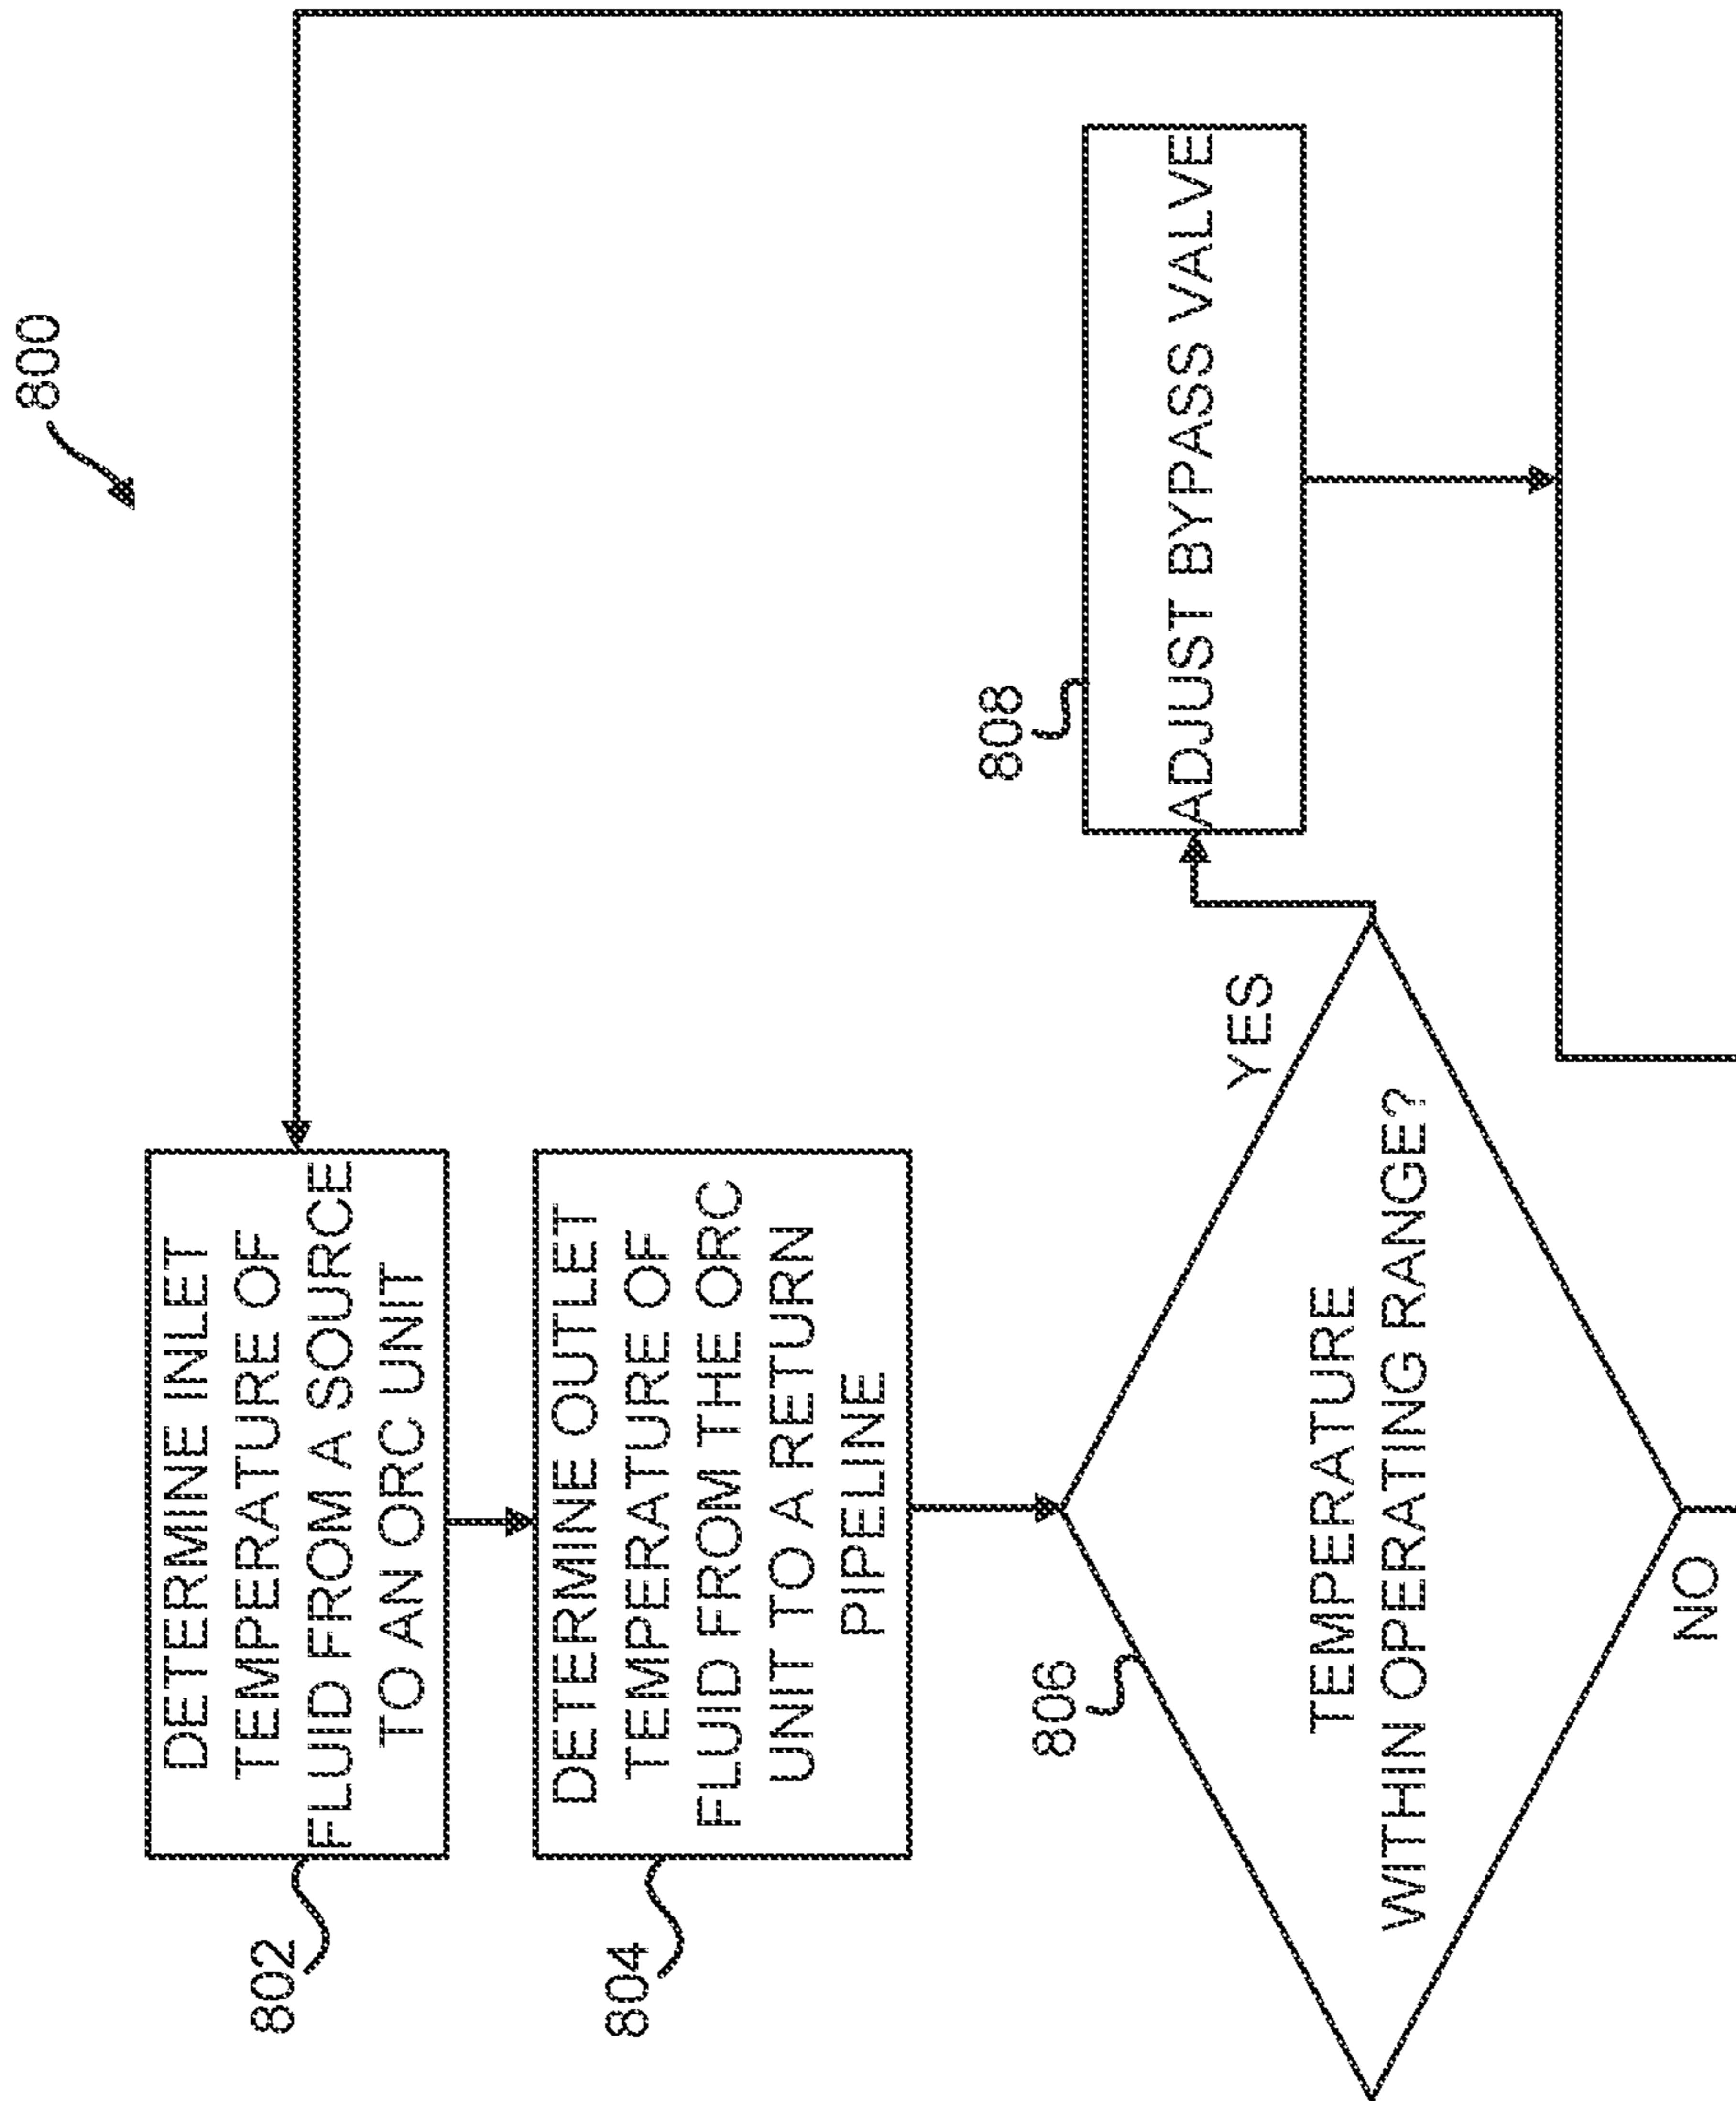 800
802
DETERMINE INLET
TEMPERATURE OF
FLUID FROM A SOURCE
TO AN ORC UNIT
804
DETERMINE OUTLET
TEMPERATURE OF
FLUID FROM THE ORC
UNIT TO A RETURN
PIPELINE
806
TEMPERATURE
WITHIN OPERATING RANGE?
YES
808
ADJUST BYPASS VALVE
NO